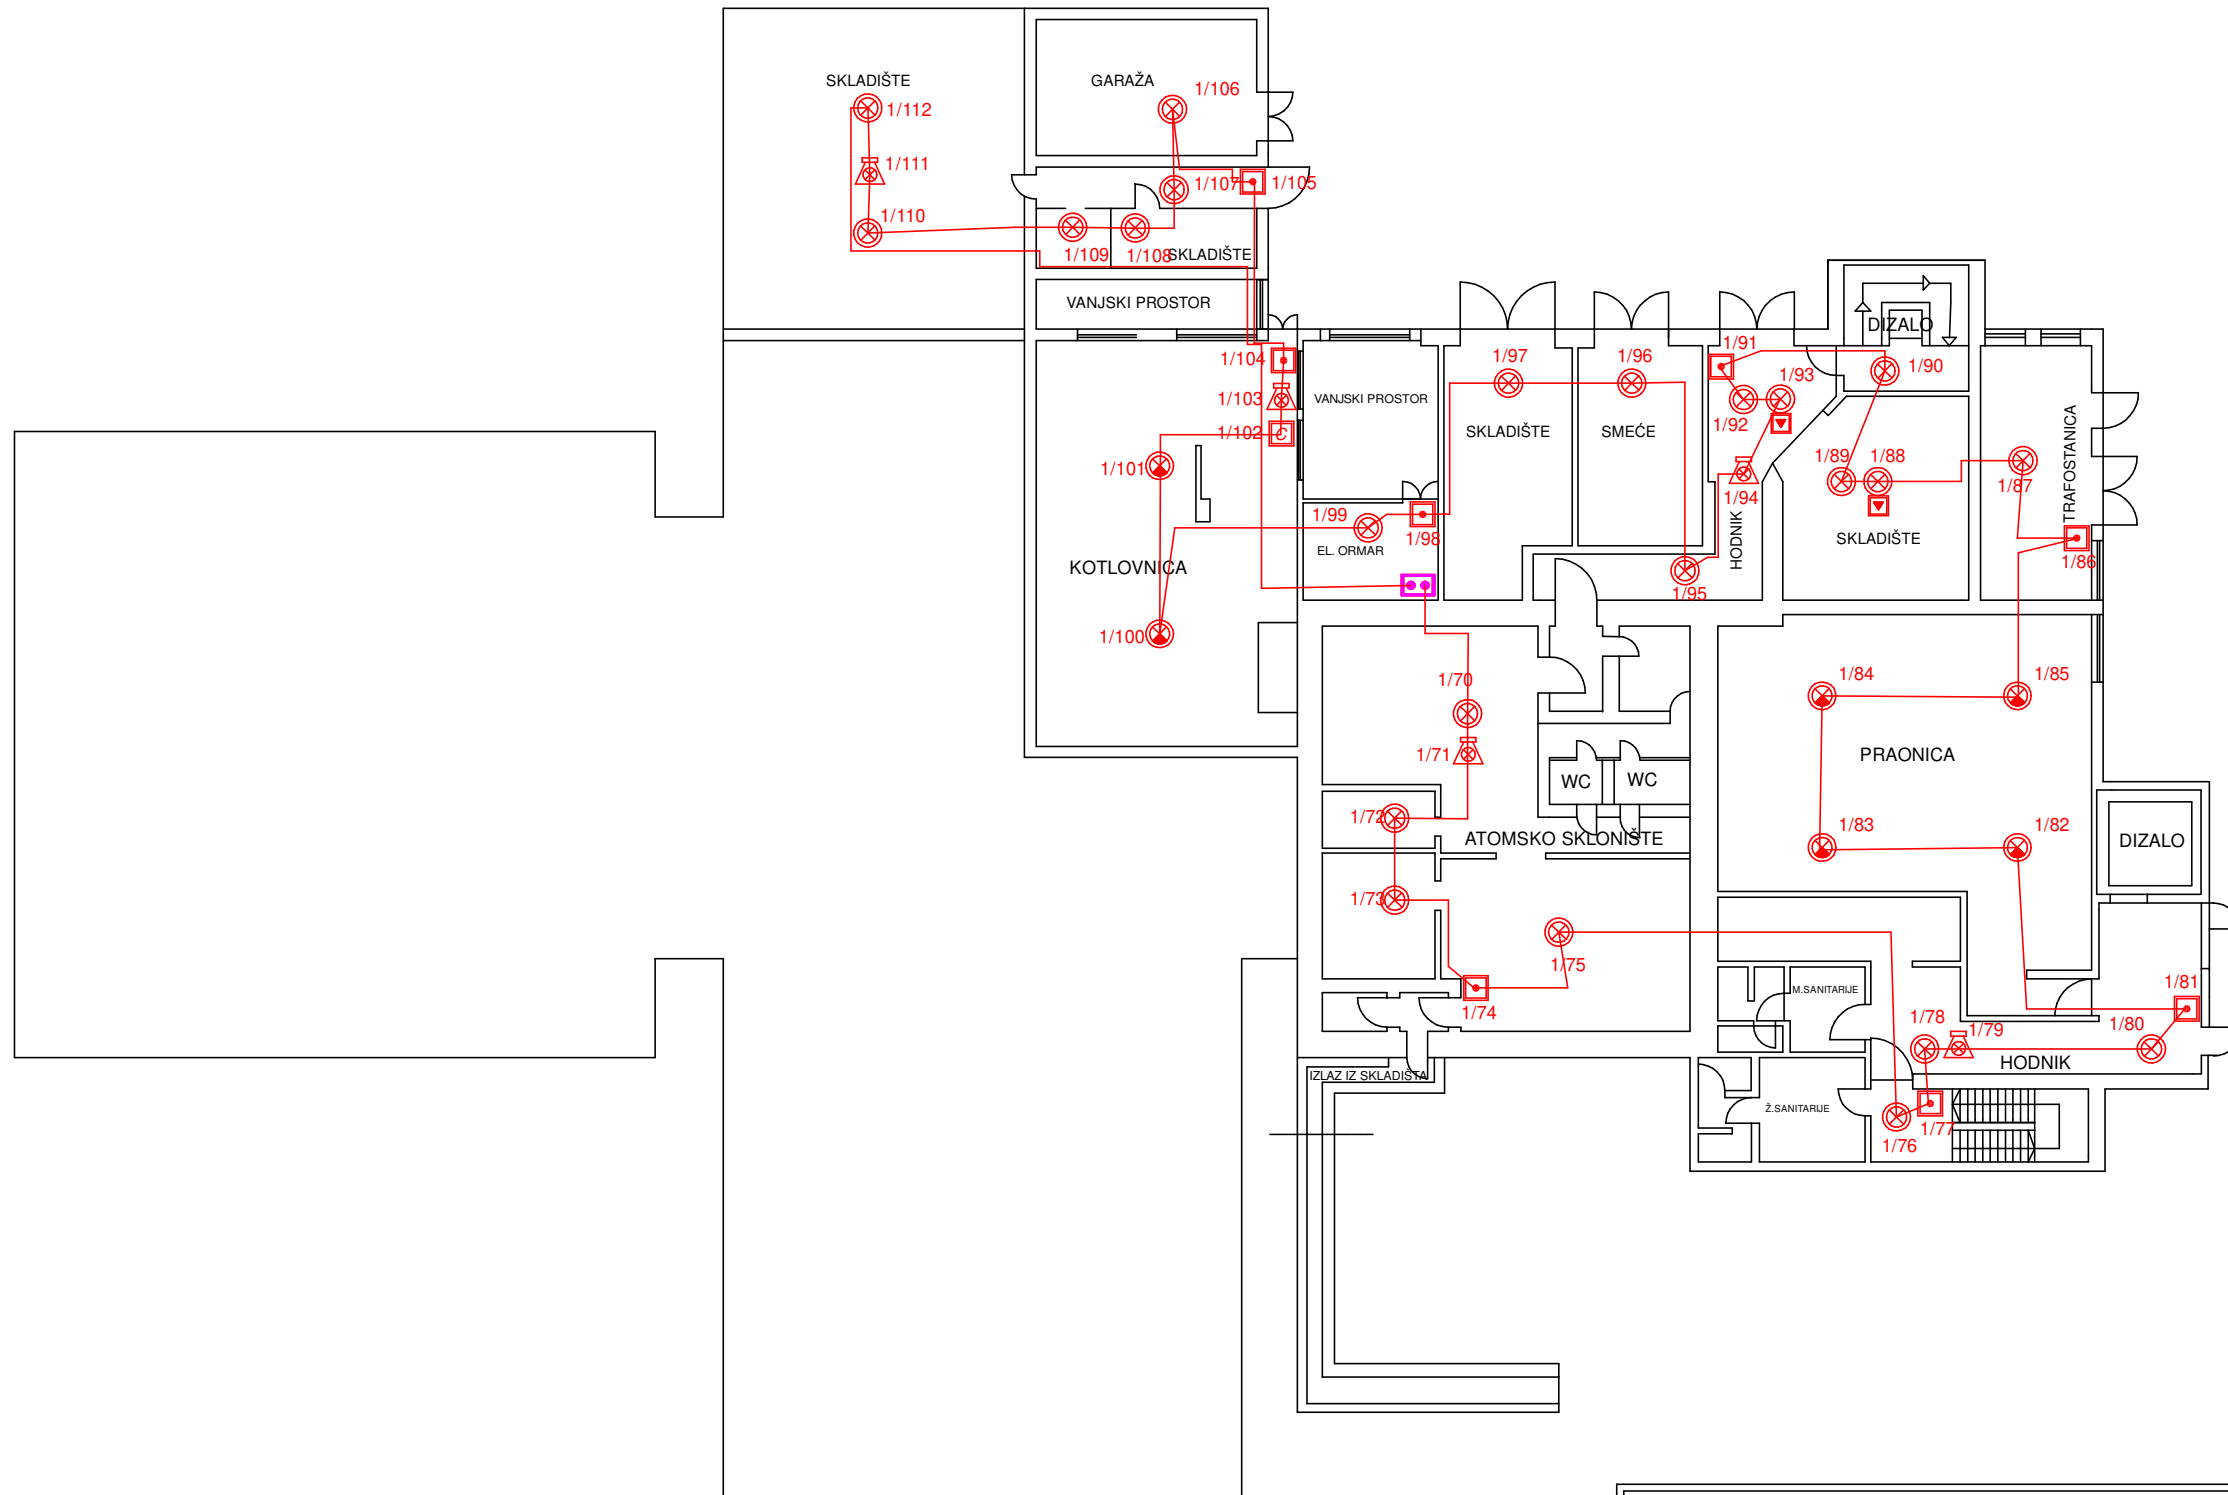 SKLADIŠTE
GARAŽA
1/106
1/112
1/111
1/107
1/105
1/110
1/109
1/108
SKLADIŠTE
VANJSKI PROSTOR
DIZALO
1/104
1/97
1/96
1/91
1/90
1/93
1/103
VANJSKI PROSTOR
1/92
1/102
C
SKLADIŠTE
SMEĆE
TRAFOSTANICA
1/101
1/89
1/88
1/87
1/94
1/99
1/98
HODNIK
SKLADIŠTE
EL. ORMAR
1/86
KOTLOVNICA
1/95
1/100
1/70
1/84
1/85
1/71
PRAONICA
WC
WC
1/72
1/83
1/82
ATOMSKO SKLONIŠTE
DIZALO
1/73
1/75
1/81
M.SANITARIJE
1/74
1/78
1/79
1/80
HODNIK
IZLAZ IZ SKLADIŠTA
Ž.SANITARIJE
1/77
1/76